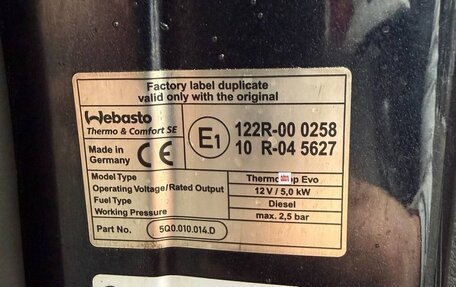 Factory label duplicate
valid only with the original
Webasto
Thermo & Comfort SE
Made in
Germany
CE
E1
122R-00 0258
10 R-04 5627
Model Type Evo
Operating Voltage/Rated Output 12 V / 5,0 kW
Fuel Type Diesel
Working Pressure max. 2,5 bar
Part No. 5Q0.010.014.D